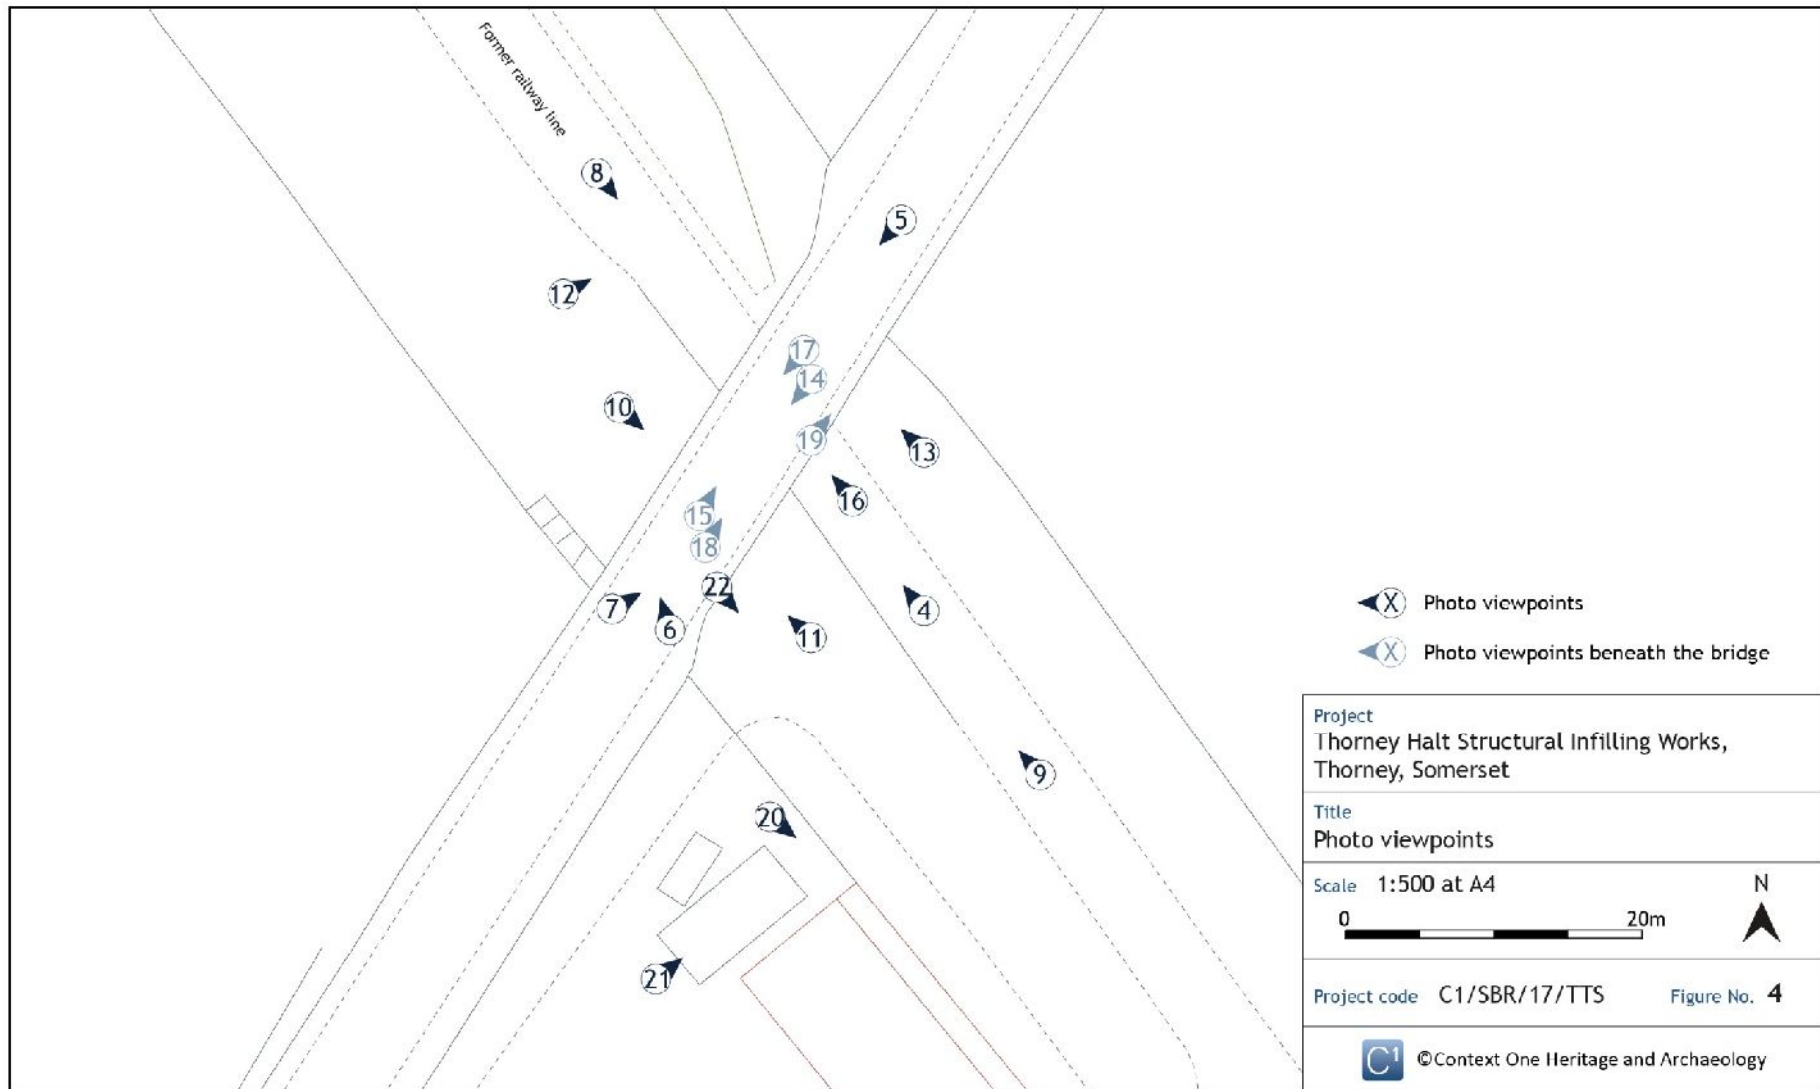 Former railway line
8
5
12
17
14
10
19
13
16
15
18
22
7
6
11
4
9
20
21
X Photo viewpoints
X Photo viewpoints beneath the bridge
Project
Thorney Halt Structural Infilling Works,
Thorney, Somerset
Title
Photo viewpoints
Scale 1:500 at A4
N
0 20m
Project code C1/SBR/17/TTS Figure No. 4
C1 ©Context One Heritage and Archaeology